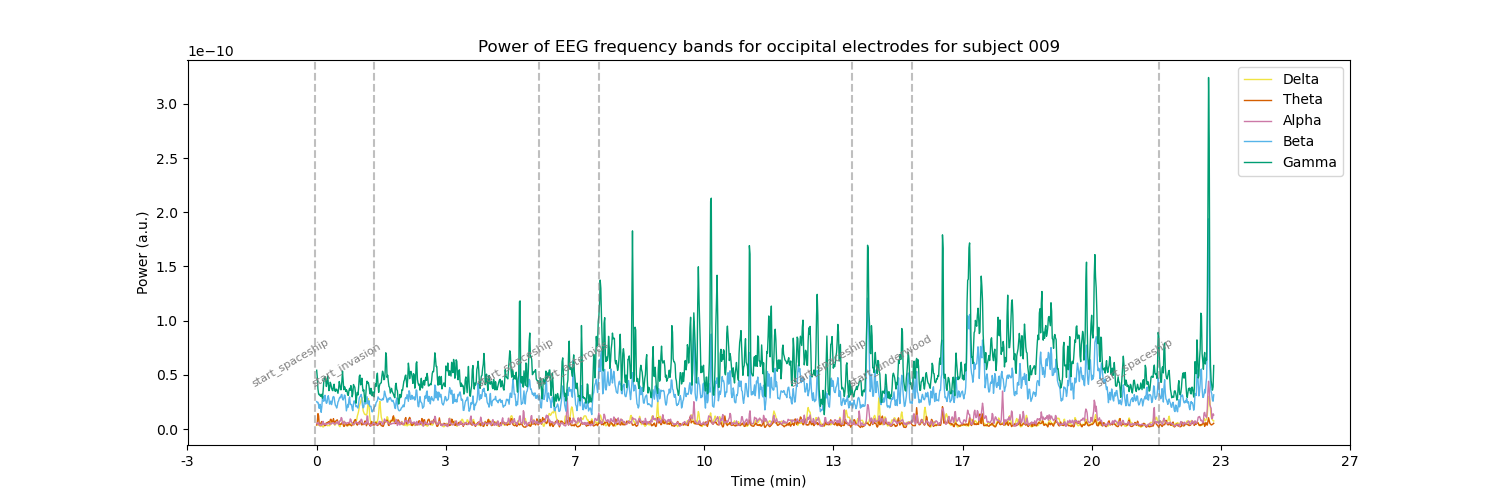 Power of EEG frequency bands for occipital electrodes for subject 009
1e−10
Power (a.u.)
3.0
2.5
2.0
1.5
1.0
0.5
0.0
Delta
Theta
Alpha
Beta
Gamma
start_spaceship
start_invasion
start_spaceship
start_asteroids
start_spaceship
start_underwood
start_spaceship
-3
0
3
7
10
13
17
20
23
27
Time (min)